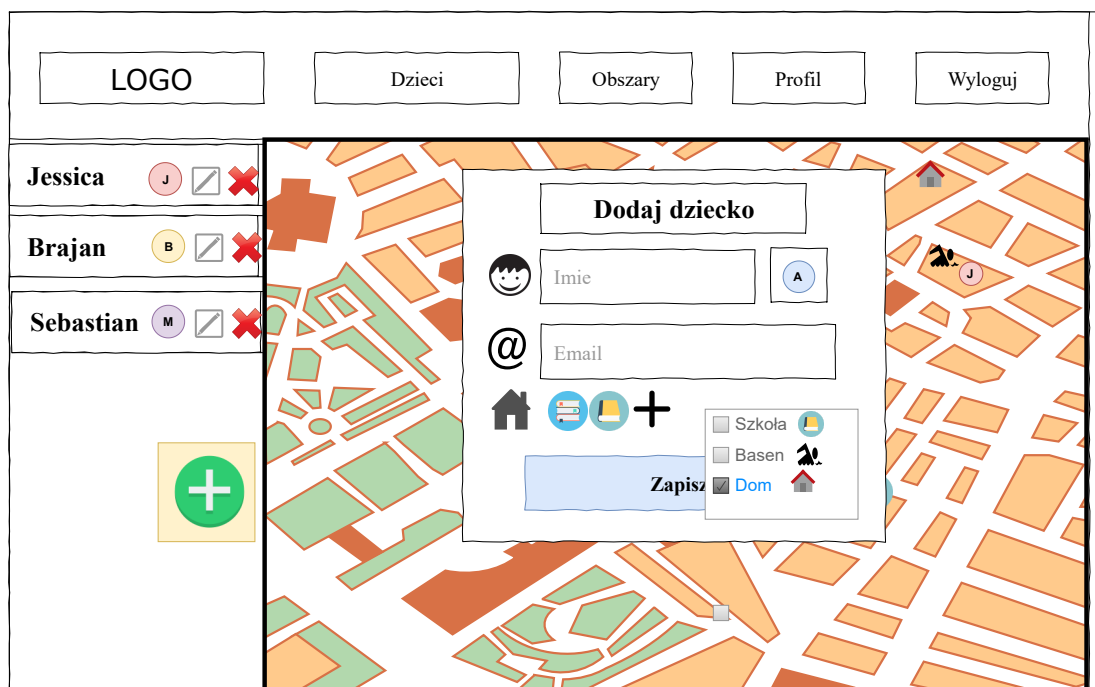 LOGO
Dzieci
Obszary
Profil
Wyloguj
Jessica J
Brajan B
Sebastian M
Dodaj dziecko
Imie A
@ Email
Szkoła
Basen
Dom
Zapisz
J